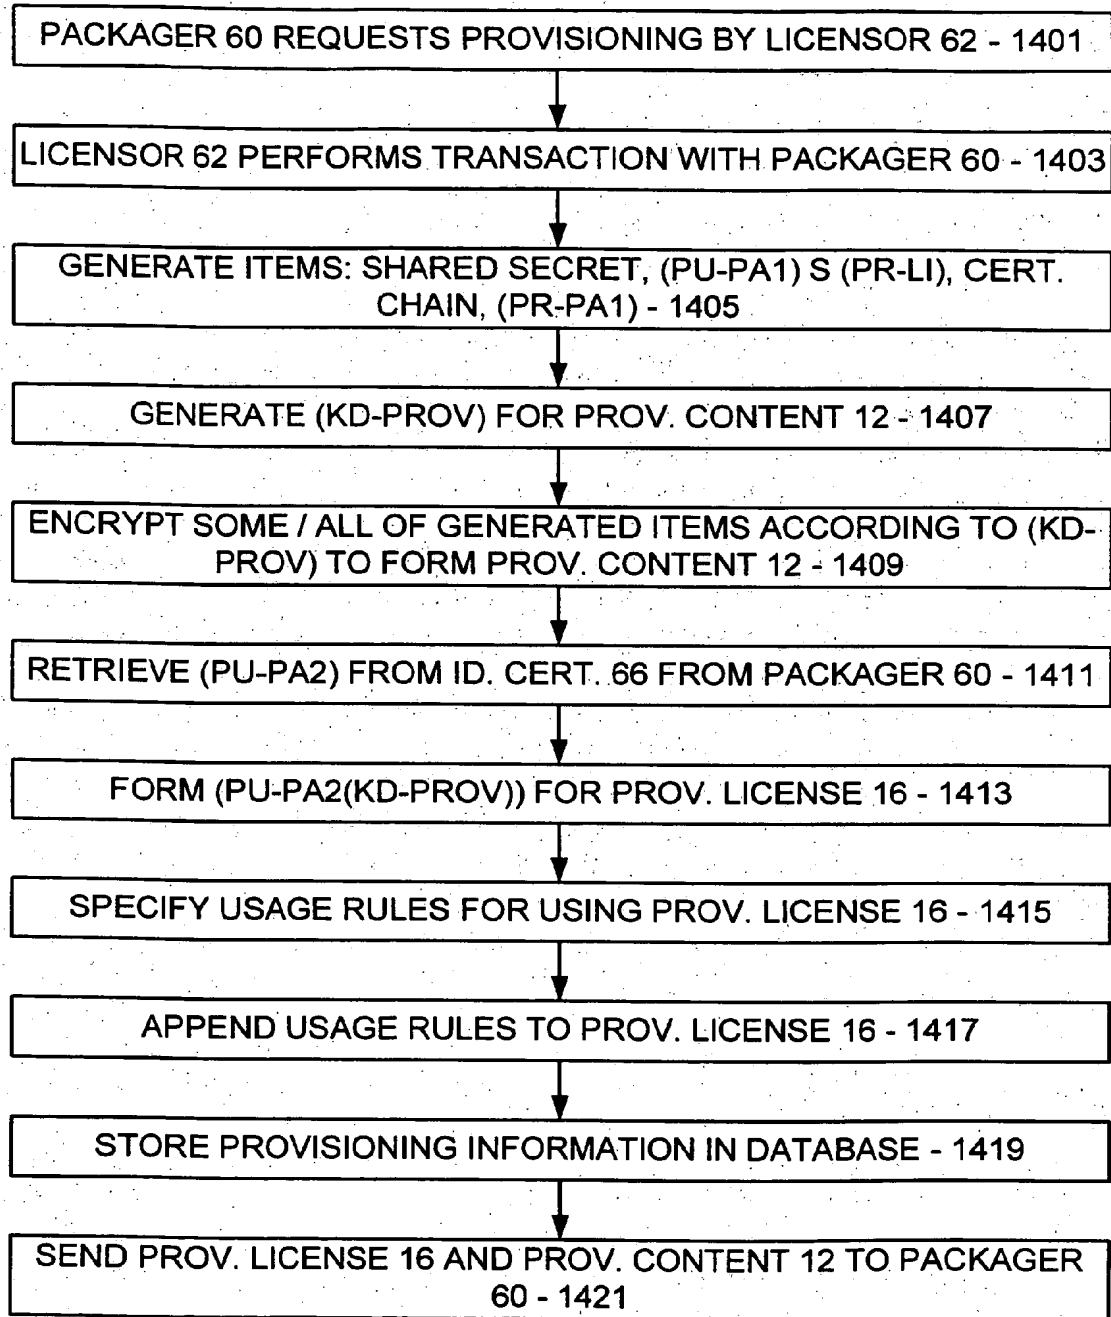 PACKAGER 60 REQUESTS PROVISIONING BY LICENSOR 62 - 1401
LICENSOR 62 PERFORMS TRANSACTION WITH PACKAGER 60 - 1403
GENERATE ITEMS: SHARED SECRET, (PU-PA1) S (PR-LI), CERT.
CHAIN, (PR-PA1) - 1405
GENERATE (KD-PROV) FOR PROV. CONTENT 12 - 1407
ENCRYPT SOME / ALL OF GENERATED ITEMS ACCORDING TO (KD-
PROV) TO FORM PROV. CONTENT 12 - 1409
RETRIEVE (PU-PA2) FROM ID. CERT. 66 FROM PACKAGER 60 - 1411
FORM (PU-PA2(KD-PROV)) FOR PROV. LICENSE 16 - 1413
SPECIFY USAGE RULES FOR USING PROV. LICENSE 16 - 1415
APPEND USAGE RULES TO PROV. LICENSE 16 - 1417
STORE PROVISIONING INFORMATION IN DATABASE - 1419
SEND PROV. LICENSE 16 AND PROV. CONTENT 12 TO PACKAGER
60 - 1421